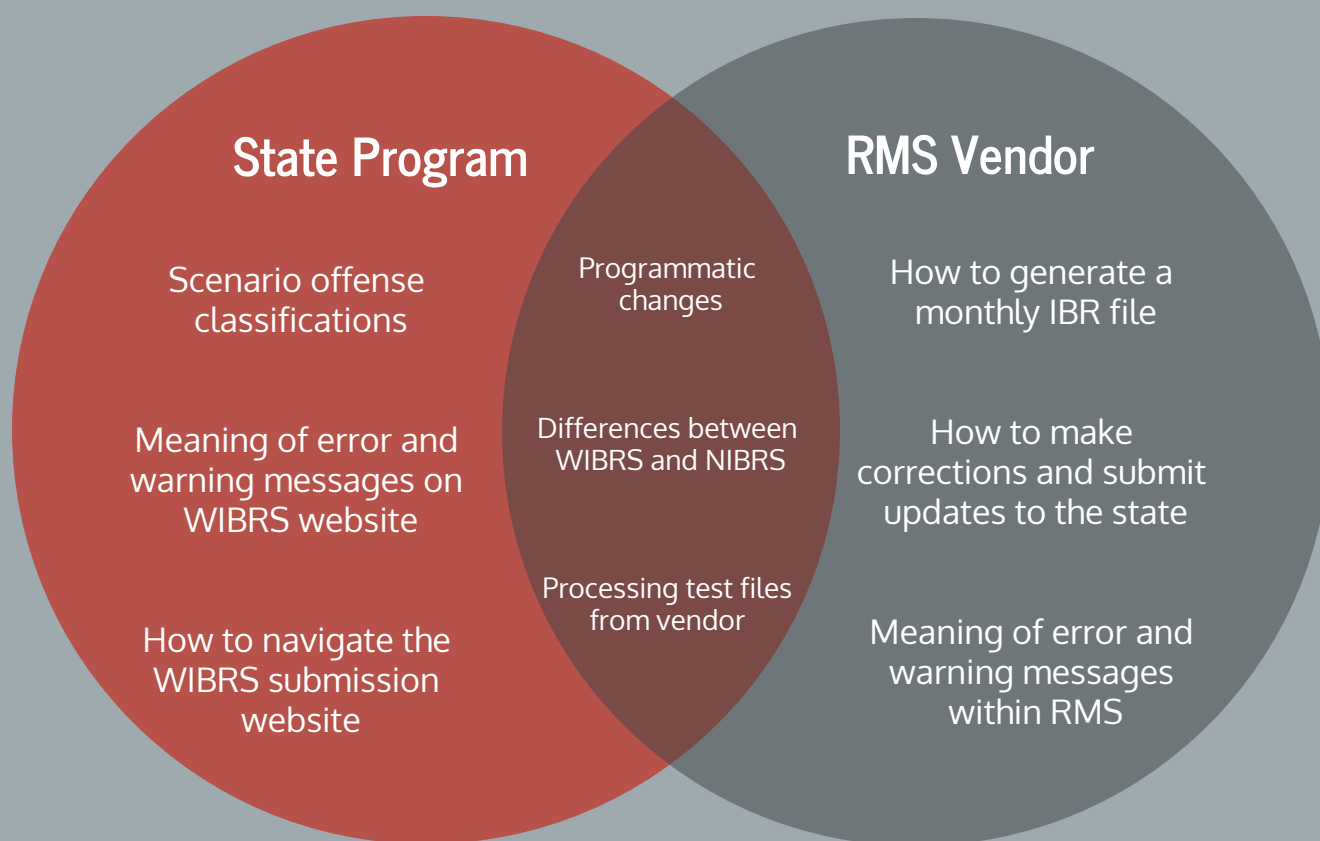 State Program
Scenario offense
classifications
Meaning of error and
warning messages on
WIBRS website
How to navigate the
WIBRS submission
website
Programmatic
changes
Differences between
WIBRS and NIBRS
Processing test files
from vendor
RMS Vendor
How to generate a
monthly IBR file
How to make
corrections and submit
updates to the state
Meaning of error and
warning messages
within RMS